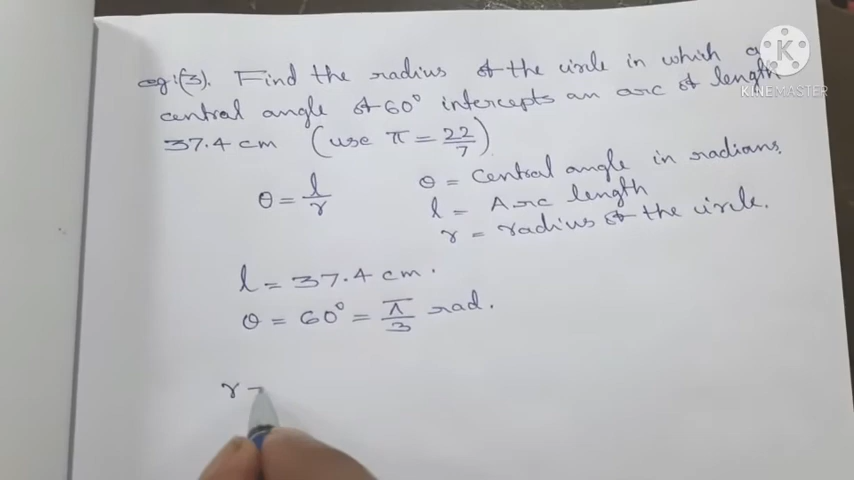 eg:(3). Find the radius of the circle in which a
central angle of 60° intercepts an arc of length
37.4 cm (use π = 22/7)
θ = l/r
θ = Central angle in radians.
l = Arc length
r = radius of the circle.
l = 37.4 cm.
θ = 60° = π/3 rad.
r =
K
KINEMASTER